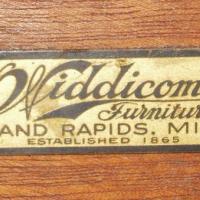 Widdicom
Furnitur
AND RAPIDS, MI
ESTABLISHED 1865